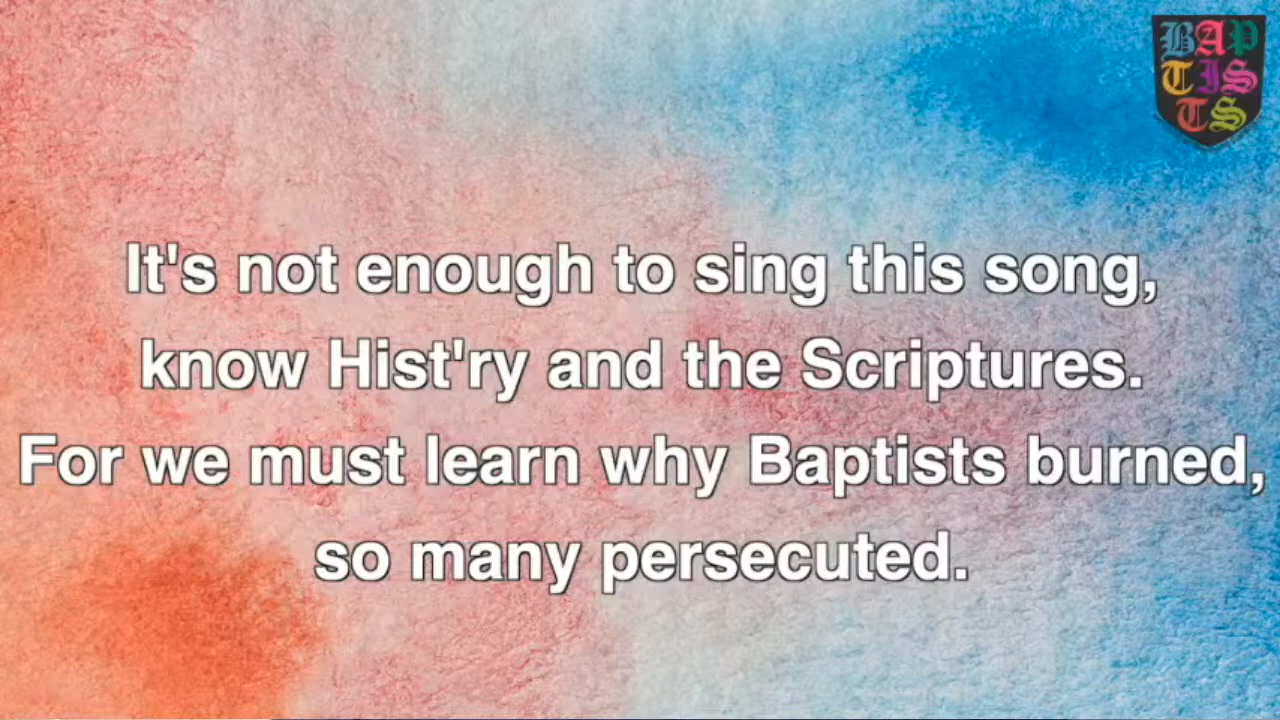 BAP
TIS
TS
It's not enough to sing this song,
know Hist'ry and the Scriptures.
For we must learn why Baptists burned,
so many persecuted.